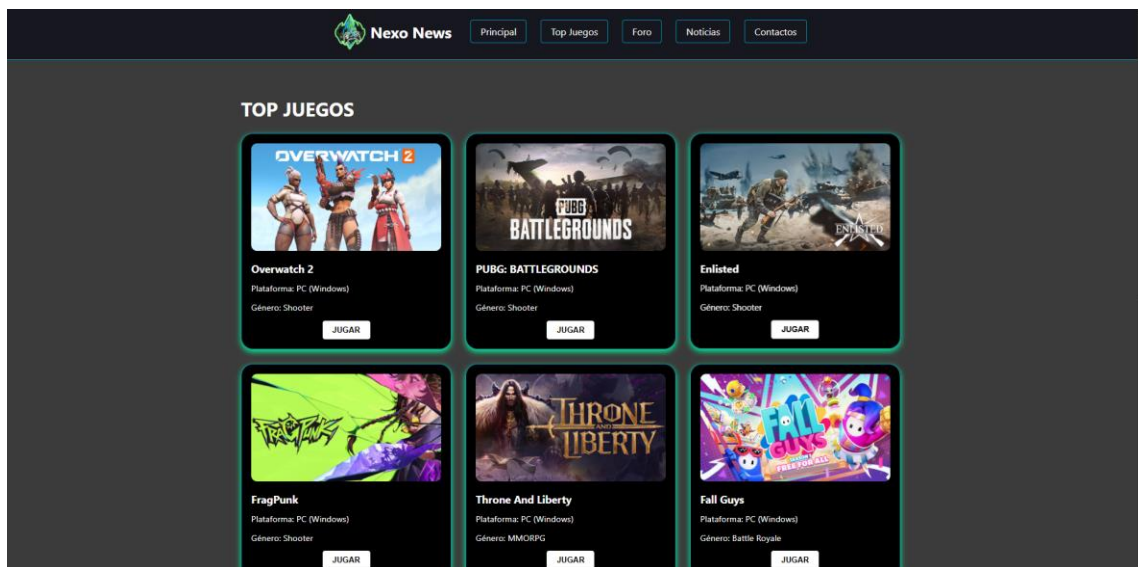 Nexo News Principal Top Juegos Foro Noticias Contactos
TOP JUEGOS
OVERWATCH 2
PUBG
BATTLEGROUNDS
ENLISTED
Overwatch 2
Plataforma: PC (Windows)
Género: Shooter
JUGAR
PUBG: BATTLEGROUNDS
Plataforma: PC (Windows)
Género: Shooter
JUGAR
Enlisted
Plataforma: PC (Windows)
Género: Shooter
JUGAR
FRAGPUNK
THRONE
AND
LIBERTY
FALL
GUYS
FREE FOR ALL
FragPunk
Plataforma: PC (Windows)
Género: Shooter
JUGAR
Throne And Liberty
Plataforma: PC (Windows)
Género: MMORPG
JUGAR
Fall Guys
Plataforma: PC (Windows)
Género: Battle Royale
JUGAR